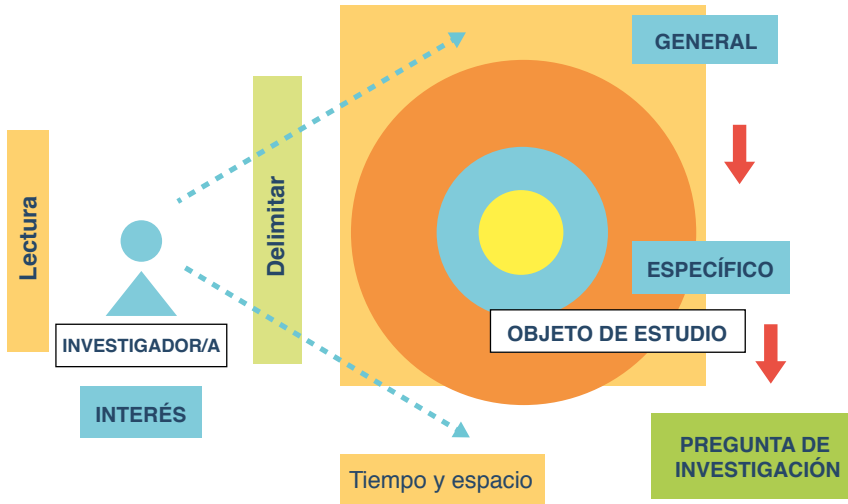 Lectura
INVESTIGADOR/A
INTERÉS
Delimitar
GENERAL
ESPECÍFICO
OBJETO DE ESTUDIO
Tiempo y espacio
PREGUNTA DE
INVESTIGACIÓN